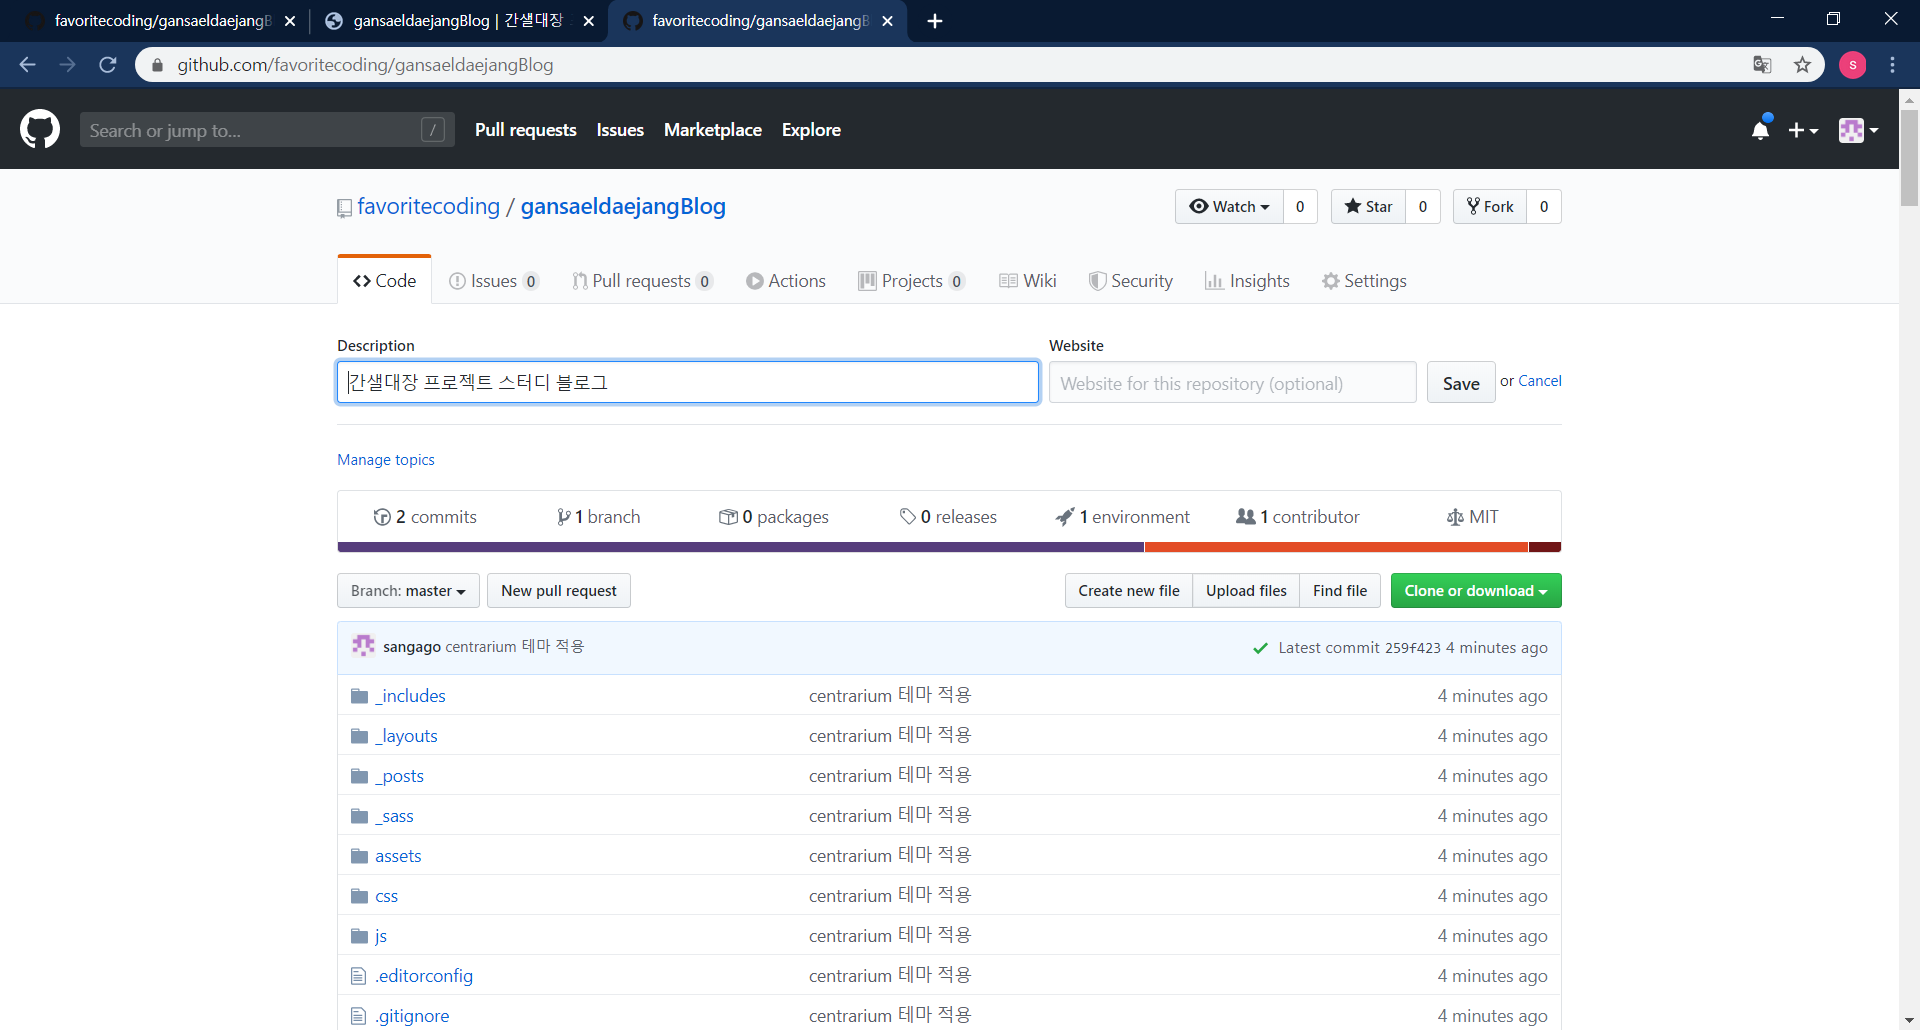 favoritecoding/gansaeldaejangB
gansaeldaejangBlog | 간샐대장
favoritecoding/gansaeldaejangB
github.com/favoritecoding/gansaeldaejangBlog
s
Search or jump to...
/
Pull requests Issues Marketplace Explore
favoritecoding / gansaeldaejangBlog
Watch 0 Star 0 Fork 0
Code Issues 0 Pull requests 0 Actions Projects 0 Wiki Security Insights Settings
Description
Website
간샐대장 프로젝트 스터디 블로그
Website for this repository (optional)
Save or Cancel
Manage topics
2 commits 1 branch 0 packages 0 releases 1 environment 1 contributor MIT
Branch: master New pull request Create new file Upload files Find file Clone or download
sangago centrarium 테마 적용 Latest commit 259f423 4 minutes ago
_includes centrarium 테마 적용 4 minutes ago
_layouts centrarium 테마 적용 4 minutes ago
_posts centrarium 테마 적용 4 minutes ago
_sass centrarium 테마 적용 4 minutes ago
assets centrarium 테마 적용 4 minutes ago
css centrarium 테마 적용 4 minutes ago
js centrarium 테마 적용 4 minutes ago
.editorconfig centrarium 테마 적용 4 minutes ago
.gitignore centrarium 테마 적용 4 minutes ago